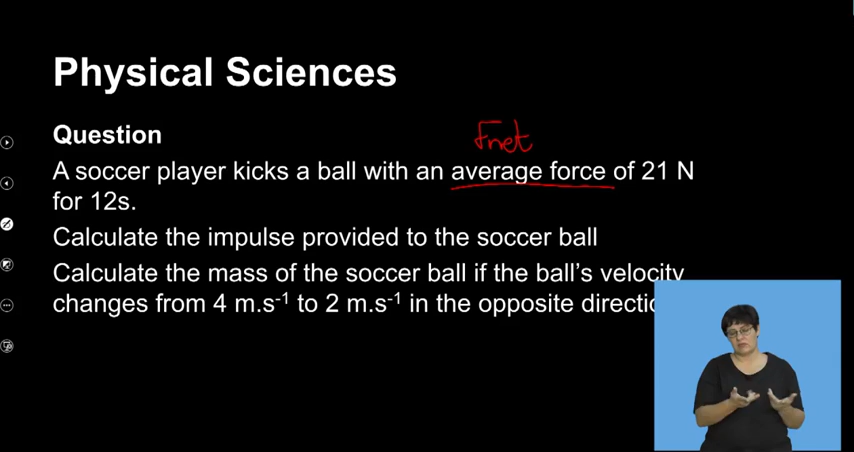 Physical Sciences
Question
Fnet
A soccer player kicks a ball with an average force of 21 N
for 12s.
Calculate the impulse provided to the soccer ball
Calculate the mass of the soccer ball if the ball’s velocity
changes from 4 m.s⁻¹ to 2 m.s⁻¹ in the opposite